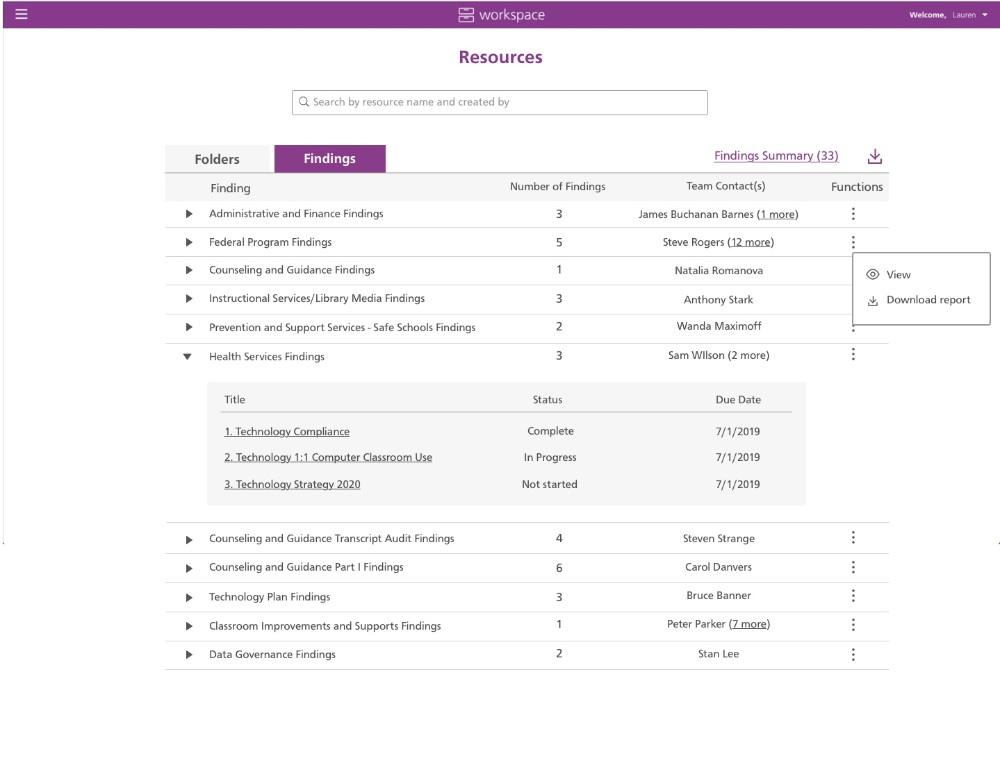 workspace
Welcome, Lauren
Resources
Search by resource name and created by
Folders Findings Findings Summary (33)
Finding Number of Findings Team Contact(s) Functions
Administrative and Finance Findings 3 James Buchanan Barnes (1 more)
Federal Program Findings 5 Steve Rogers (12 more)
Counseling and Guidance Findings 1 Natalia Romanova
View
Instructional Services/Library Media Findings 3 Anthony Stark
Download report
Prevention and Support Services - Safe Schools Findings 2 Wanda Maximoff
Health Services Findings 3 Sam WIlson (2 more)
Title Status Due Date
1. Technology Compliance Complete 7/1/2019
2. Technology 1:1 Computer Classroom Use In Progress 7/1/2019
3. Technology Strategy 2020 Not started 7/1/2019
Counseling and Guidance Transcript Audit Findings 4 Steven Strange
Counseling and Guidance Part I Findings 6 Carol Danvers
Technology Plan Findings 3 Bruce Banner
Classroom Improvements and Supports Findings 1 Peter Parker (7 more)
Data Governance Findings 2 Stan Lee